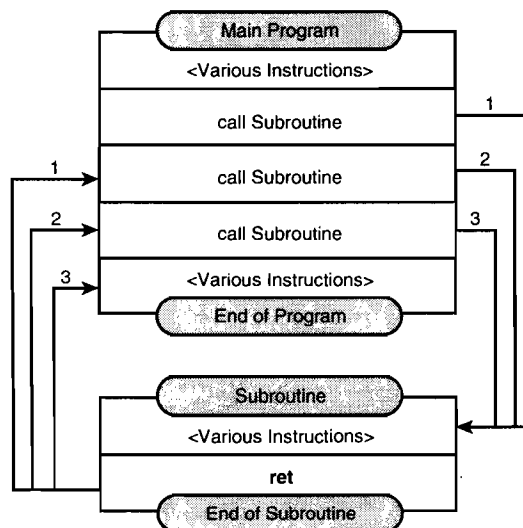 Main Program
<Various Instructions>
1
call Subroutine
1
2
call Subroutine
2
3
call Subroutine
3
<Various Instructions>
End of Program
Subroutine
<Various Instructions>
ret
End of Subroutine